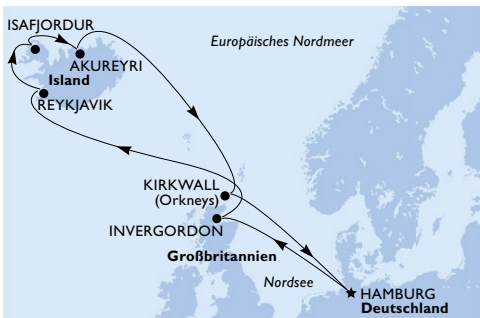 ISAFJORDUR
Europäisches Nordmeer
AKUREYRI
Island
REYKJAVIK
KIRKWALL
(Orkneys)
INVERGORDON
Großbritannien
Nordsee
HAMBURG
Deutschland